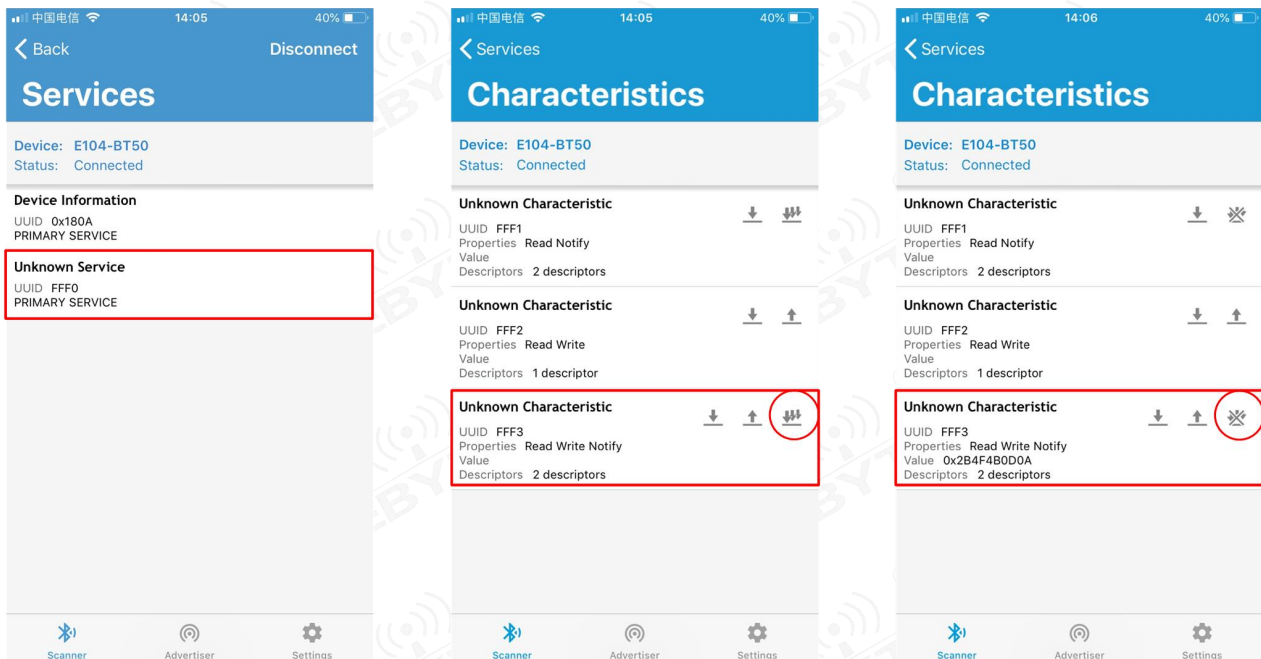 中国电信 14:05 40%
Back Disconnect
Services
Device: E104-BT50
Status: Connected
Device Information
UUID 0x180A
PRIMARY SERVICE
Unknown Service
UUID FFF0
PRIMARY SERVICE
Scanner Advertiser Settings
中国电信 14:05 40%
Services
Characteristics
Device: E104-BT50
Status: Connected
Unknown Characteristic
UUID FFF1
Properties Read Notify
Value
Descriptors 2 descriptors
Unknown Characteristic
UUID FFF2
Properties Read Write
Value
Descriptors 1 descriptor
Unknown Characteristic
UUID FFF3
Properties Read Write Notify
Value
Descriptors 2 descriptors
Scanner Advertiser Settings
中国电信 14:06 40%
Services
Characteristics
Device: E104-BT50
Status: Connected
Unknown Characteristic
UUID FFF1
Properties Read Notify
Value
Descriptors 2 descriptors
Unknown Characteristic
UUID FFF2
Properties Read Write
Value
Descriptors 1 descriptor
Unknown Characteristic
UUID FFF3
Properties Read Write Notify
Value 0x2B4F4B0D0A
Descriptors 2 descriptors
Scanner Advertiser Settings